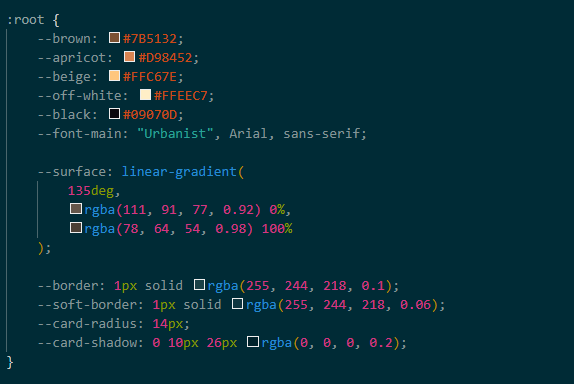 :root {
    --brown: #7B5132;
    --apricot: #D98452;
    --beige: #FFC67E;
    --off-white: #FFEEC7;
    --black: #09070D;
    --font-main: "Urbanist", Arial, sans-serif;

    --surface: linear-gradient(
        135deg,
        rgba(111, 91, 77, 0.92) 0%,
        rgba(78, 64, 54, 0.98) 100%
    );

    --border: 1px solid rgba(255, 244, 218, 0.1);
    --soft-border: 1px solid rgba(255, 244, 218, 0.06);
    --card-radius: 14px;
    --card-shadow: 0 10px 26px rgba(0, 0, 0, 0.2);
}